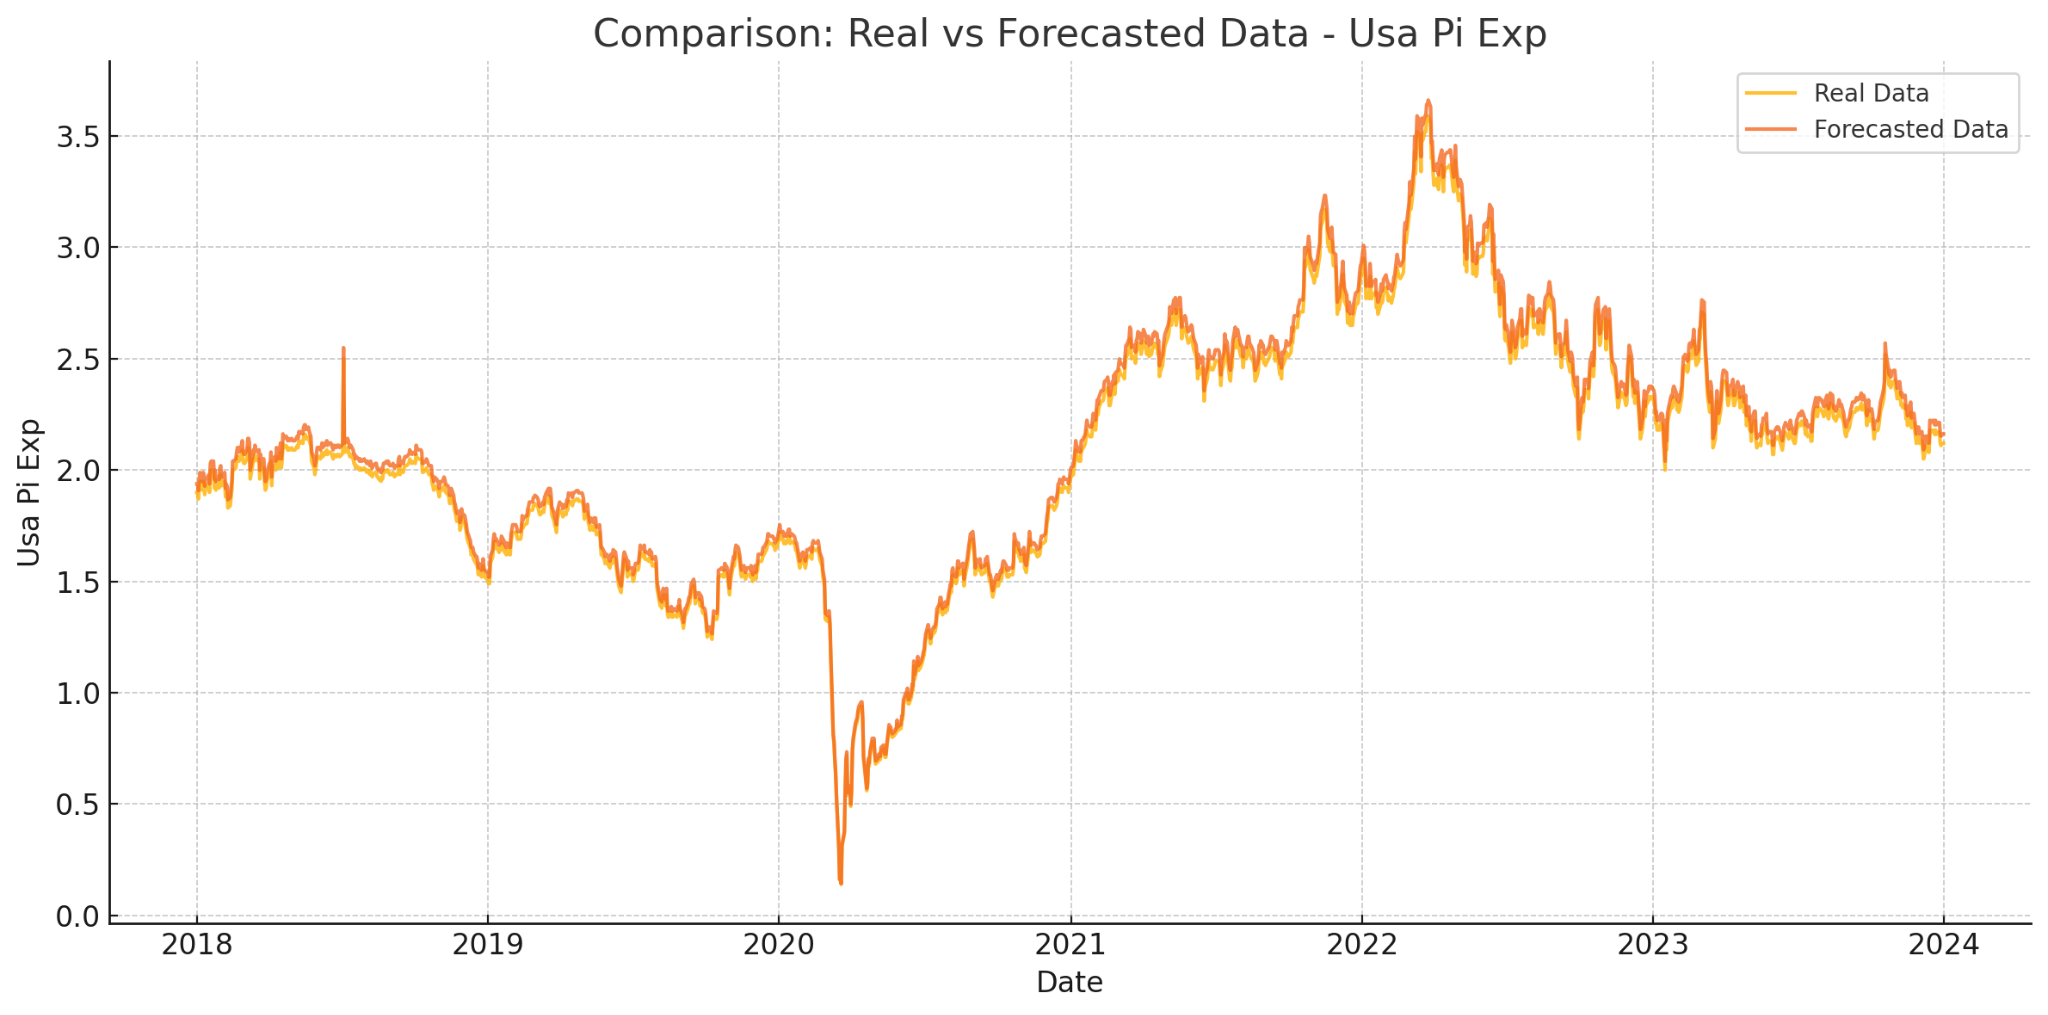 Comparison: Real vs Forecasted Data - Usa Pi Exp
Real Data
Forecasted Data
Usa Pi Exp
3.5
3.0
2.5
2.0
1.5
1.0
0.5
0.0
2018 2019 2020 2021 2022 2023 2024
Date